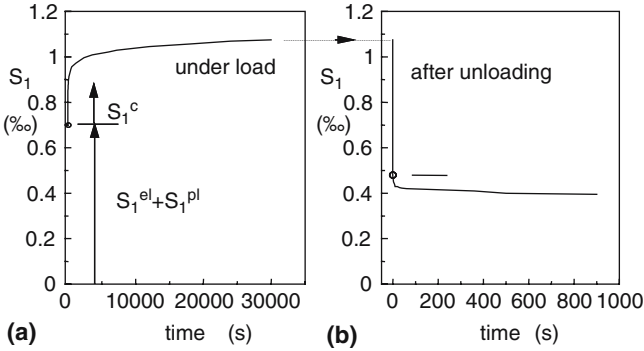 1.2
1
0.8
0.6
0.4
0.2
0
S₁
(‰)
under load
S₁ᶜ
S₁ᵉˡ+S₁ᵖˡ
0 10000 20000 30000
(a) time (s)
1.2
1
0.8
0.6
0.4
0.2
0
S₁
(‰)
after unloading
0 200 400 600 800 1000
(b) time (s)